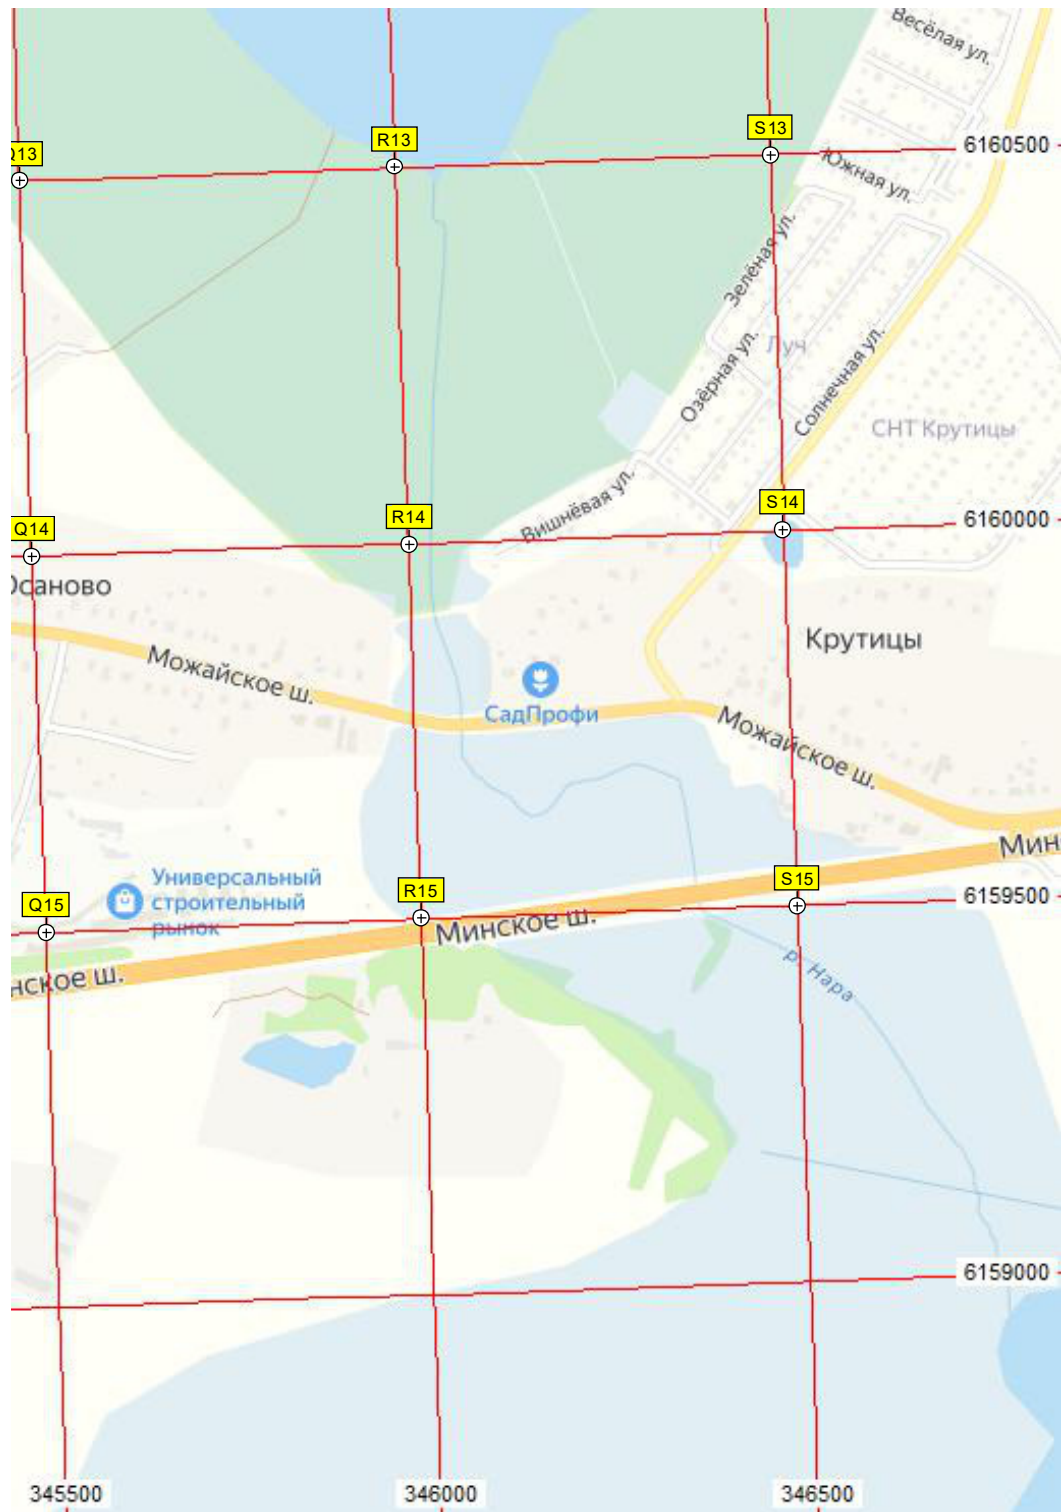 Весёлая ул.
S13
R13
Q13
6160500
Южная ул.
Зелёная ул.
Луч
Озёрная ул.
Солнечная ул.
СНТ Крутицы
Вишнёвая ул.
S14
R14
Q14
6160000
Осаново
Крутицы
Можайское ш.
СадПрофи
Можайское ш.
Мин
Универсальный
строительный
рынок
S15
R15
Q15
6159500
Минское ш.
нское ш.
р. Нара
6159000
345500
346000
346500